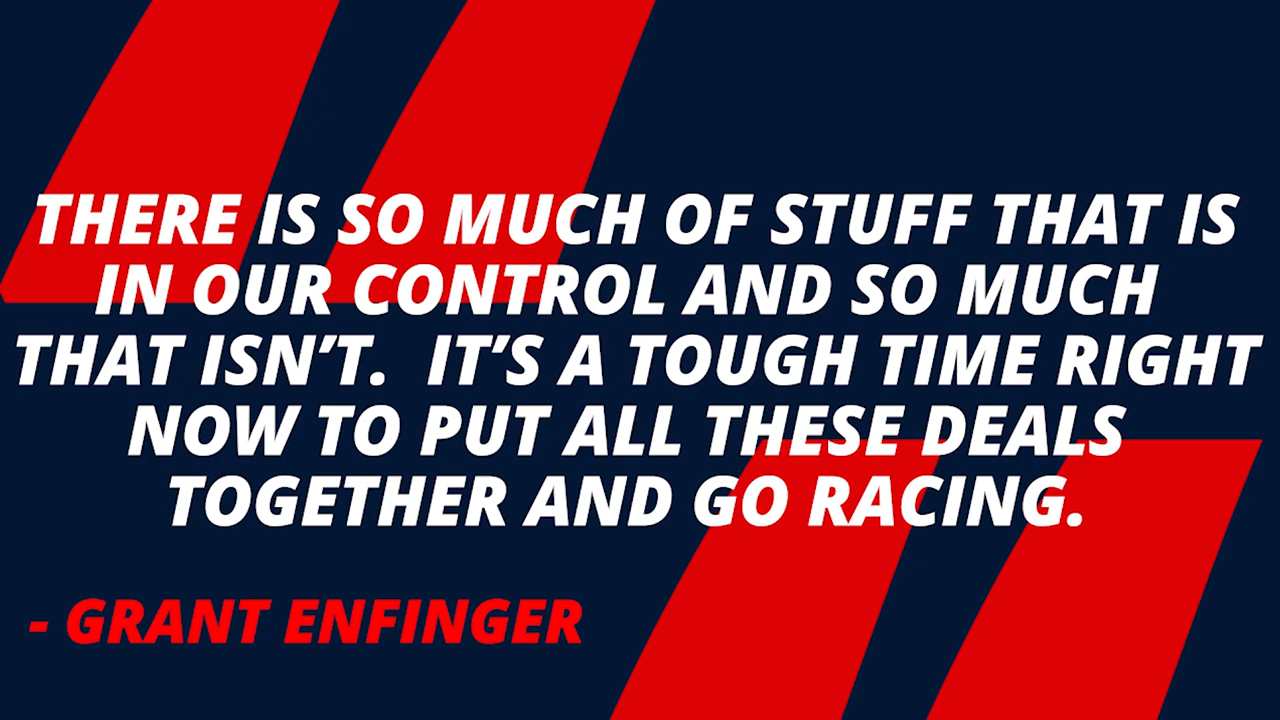 THERE IS SO MUCH OF STUFF THAT IS
IN OUR CONTROL AND SO MUCH
THAT ISN’T.  IT’S A TOUGH TIME RIGHT
NOW TO PUT ALL THESE DEALS
TOGETHER AND GO RACING.
- GRANT ENFINGER